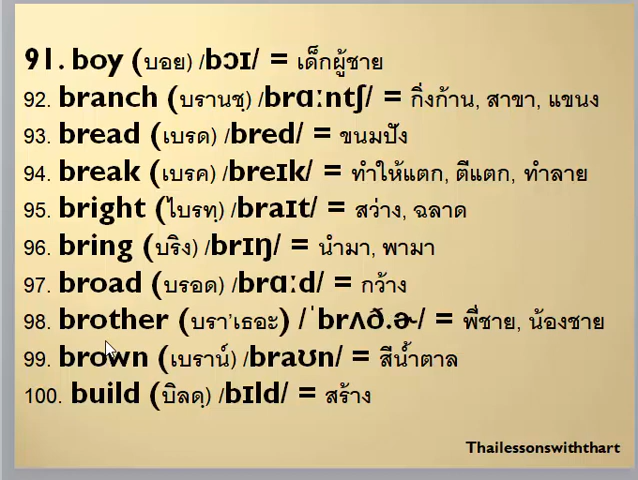 91. boy (บอย) /bɔɪ/ = เด็กผู้ชาย
92. branch (บรานชฺ) /brɑːntʃ/ = กิ่งก้าน, สาขา, แขนง
93. bread (เบรด) /bred/ = ขนมปัง
94. break (เบรค) /breɪk/ = ทำให้แตก, ตีแตก, ทำลาย
95. bright (ไบรทฺ) /braɪt/ = สว่าง, ฉลาด
96. bring (บริง) /brɪŋ/ = นำมา, พามา
97. broad (บรอด) /brɑːd/ = กว้าง
98. brother (บรา’เธอะ) /ˈbrʌð.ɚ/ = พี่ชาย, น้องชาย
99. brown (เบราน์) /braʊn/ = สีน้ำตาล
100. build (บิลดฺ) /bɪld/ = สร้าง
Thailessonswiththart